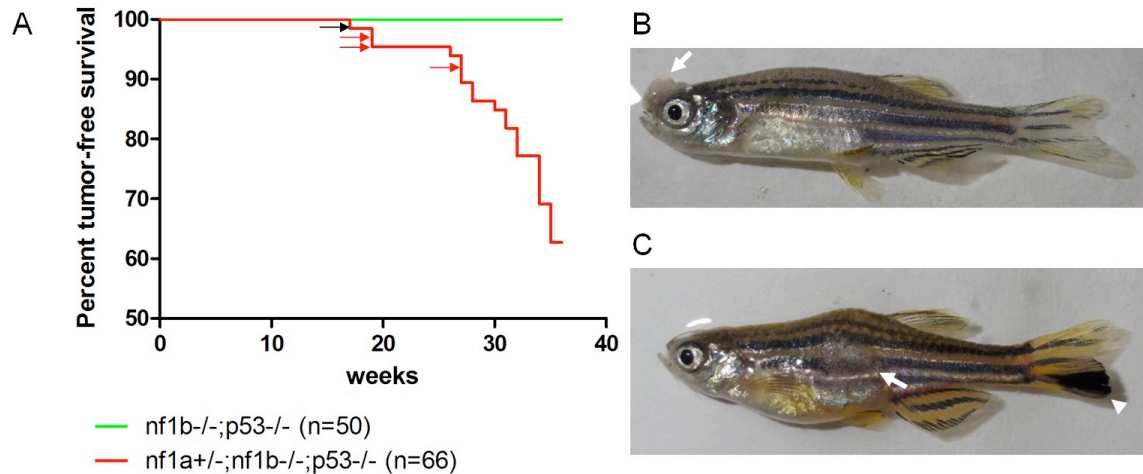 A
Percent tumor-free survival
100
90
80
70
60
50
0
10
20
30
40
weeks
nf1b-/-;p53-/- (n=50)
nf1a+/-;nf1b-/-;p53-/- (n=66)
B
C